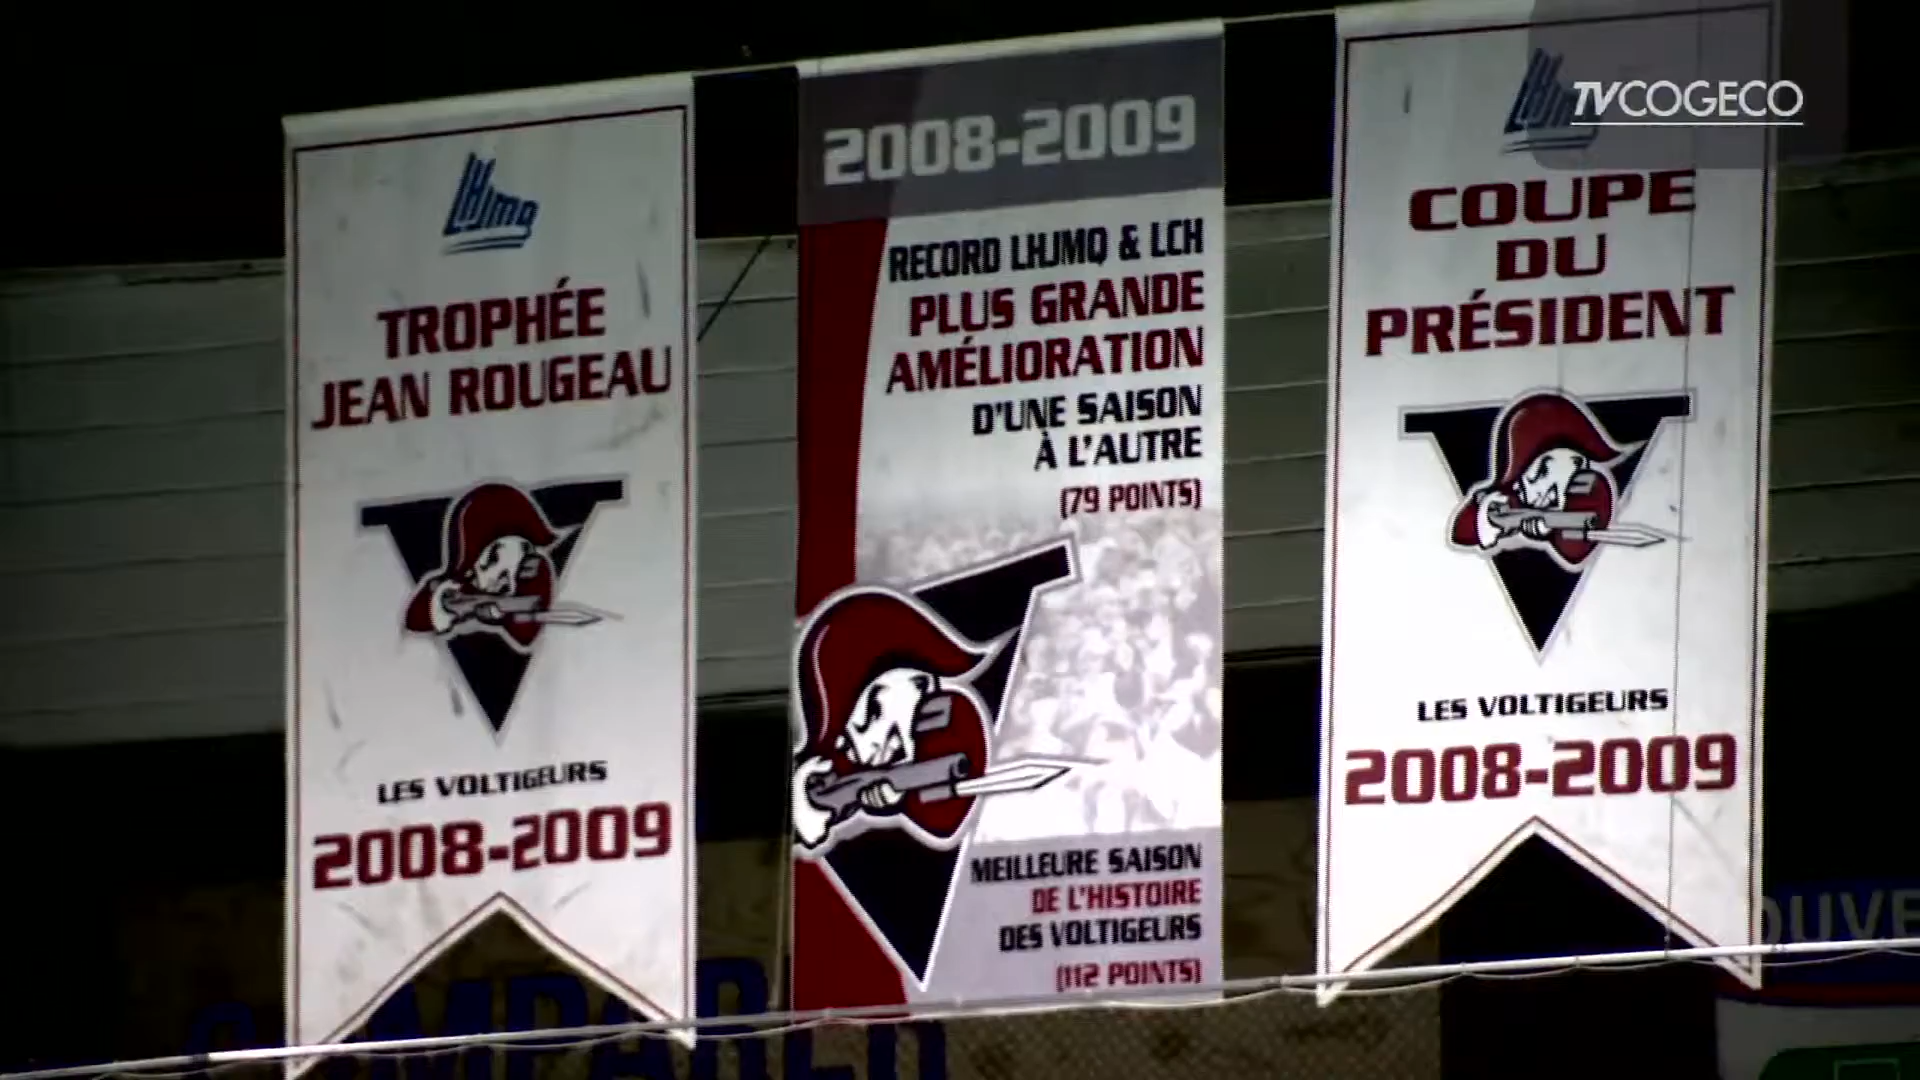 TVCOGECO
LHJMQ
TROPHÉE
JEAN ROUGEAU
LES VOLTIGEURS
2008-2009
2008-2009
RECORD LHJMQ & LCH
PLUS GRANDE
AMÉLIORATION
D'UNE SAISON
À L'AUTRE
(79 POINTS)
MEILLEURE SAISON
DE L'HISTOIRE
DES VOLTIGEURS
(112 POINTS)
COUPE
DU
PRÉSIDENT
LES VOLTIGEURS
2008-2009